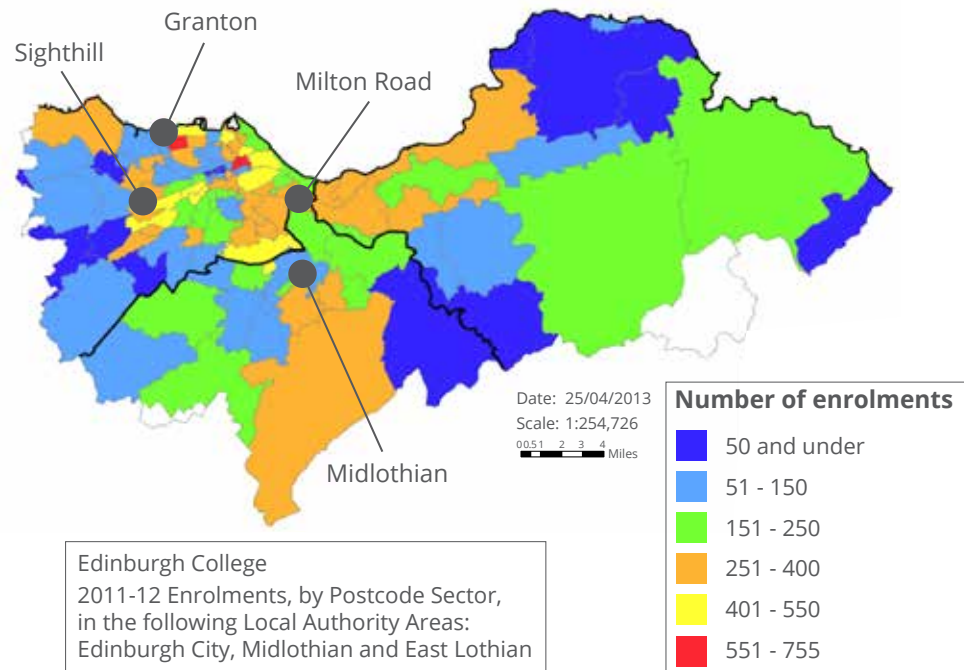 Granton
Sighthill
Milton Road
Midlothian
Date: 25/04/2013
Scale: 1:254,726
0 0.5 1 2 3 4
Miles
Number of enrolments
50 and under
51 - 150
151 - 250
251 - 400
401 - 550
551 - 755
Edinburgh College
2011-12 Enrolments, by Postcode Sector,
in the following Local Authority Areas:
Edinburgh City, Midlothian and East Lothian